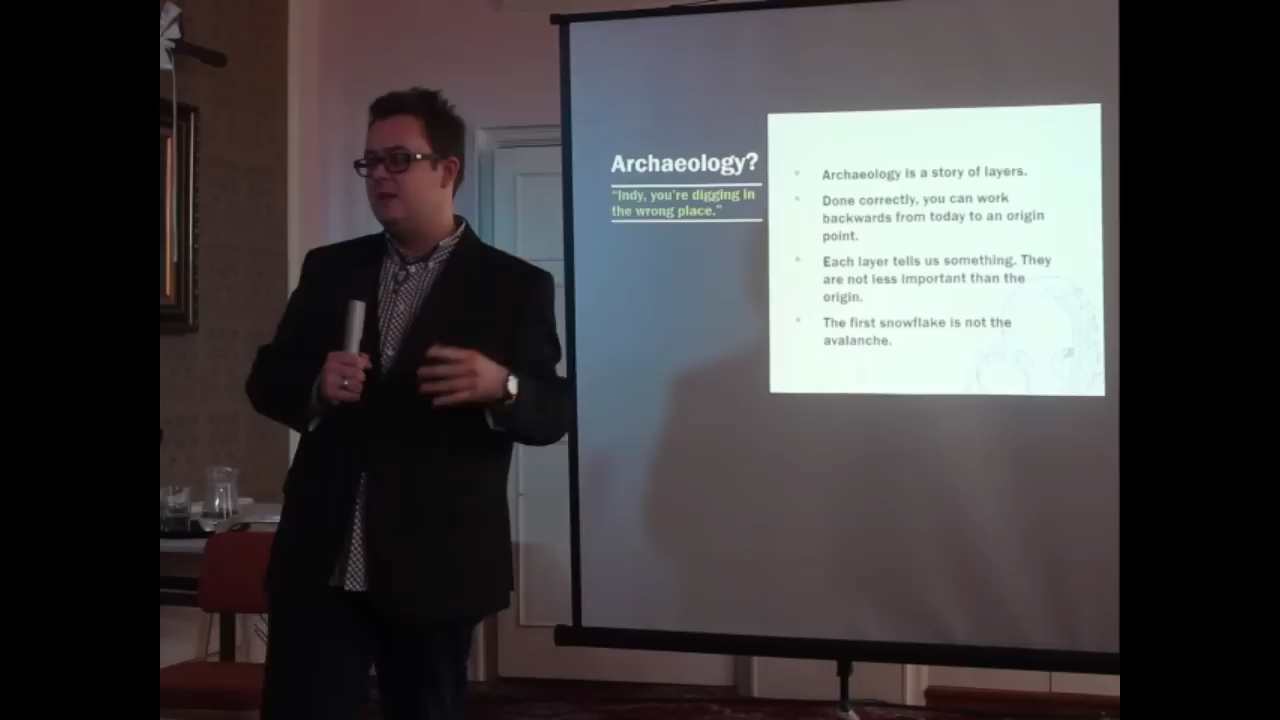 Archaeology?
"Indy, you're digging in
the wrong place."
Archaeology is a story of layers.
Done correctly, you can work
backwards from today to an origin
point.
Each layer tells us something. They
are not less important than the
origin.
The first snowflake is not the
avalanche.